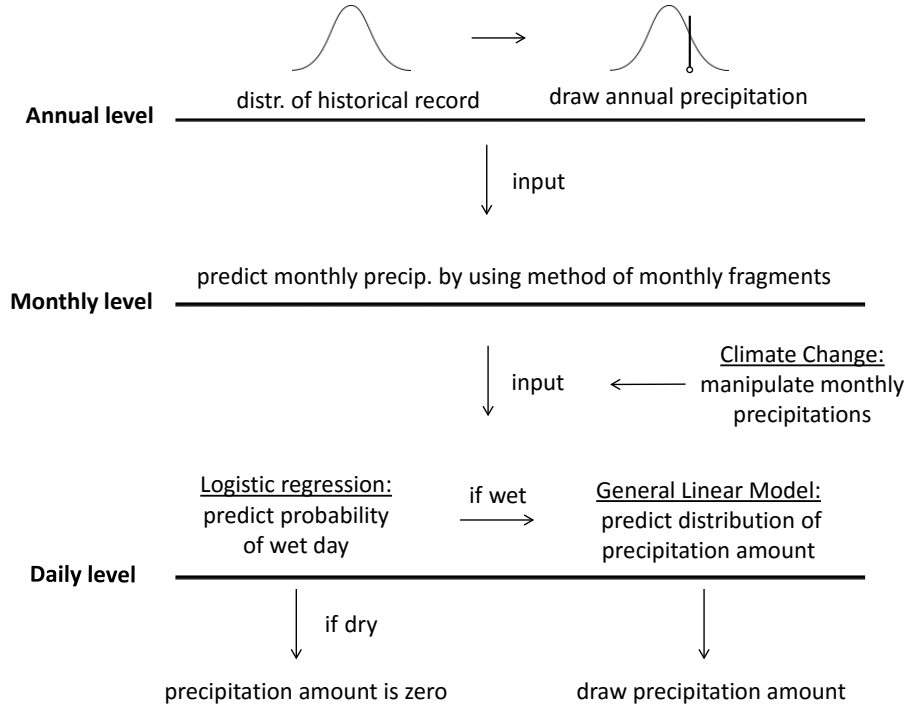 distr. of historical record
draw annual precipitation
Annual level
input
predict monthly precip. by using method of monthly fragments
Monthly level
input
Climate Change:
manipulate monthly
precipitations
Logistic regression:
predict probability
of wet day
if wet
General Linear Model:
predict distribution of
precipitation amount
Daily level
if dry
precipitation amount is zero
draw precipitation amount